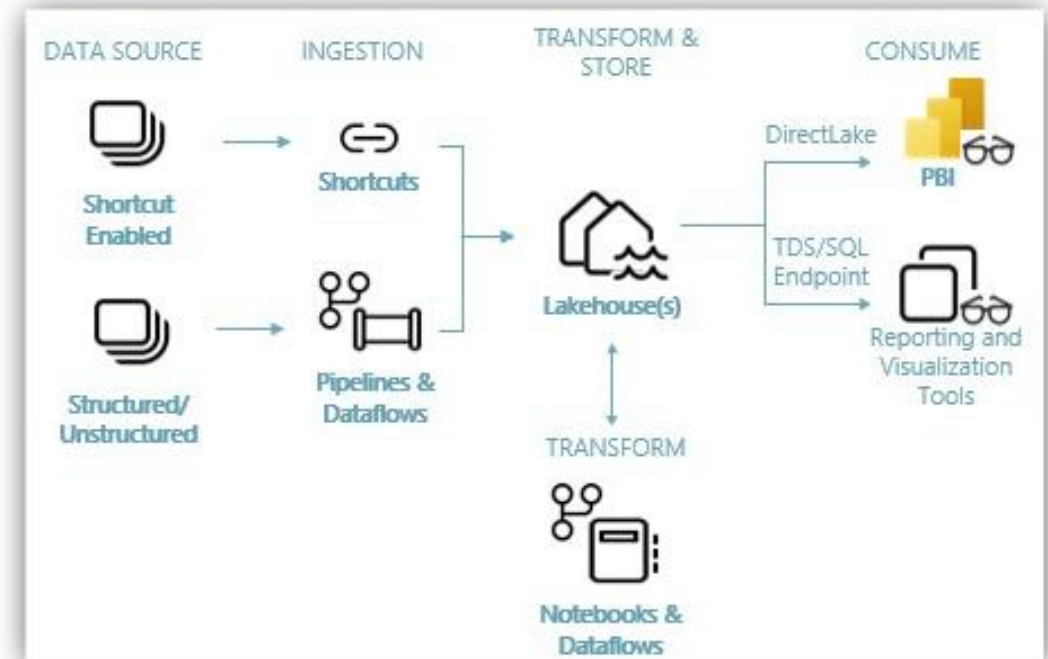 DATA SOURCE
INGESTION
TRANSFORM &
STORE
CONSUME
Shortcut
Enabled
Shortcuts
DirectLake
PBI
Structured/
Unstructured
Pipelines &
Dataflows
Lakehouse(s)
TDS/SQL
Endpoint
Reporting and
Visualization
Tools
TRANSFORM
Notebooks &
Dataflows